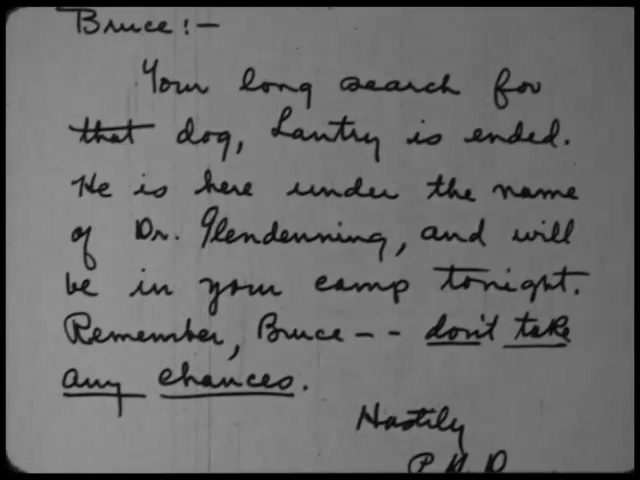 Bruce:-
Your long search for
that dog, Lantry is ended.
He is here under the name
of Dr. Glendenning, and will
be in your camp tonight.
Remember, Bruce-- don't take
any chances.
Hastily